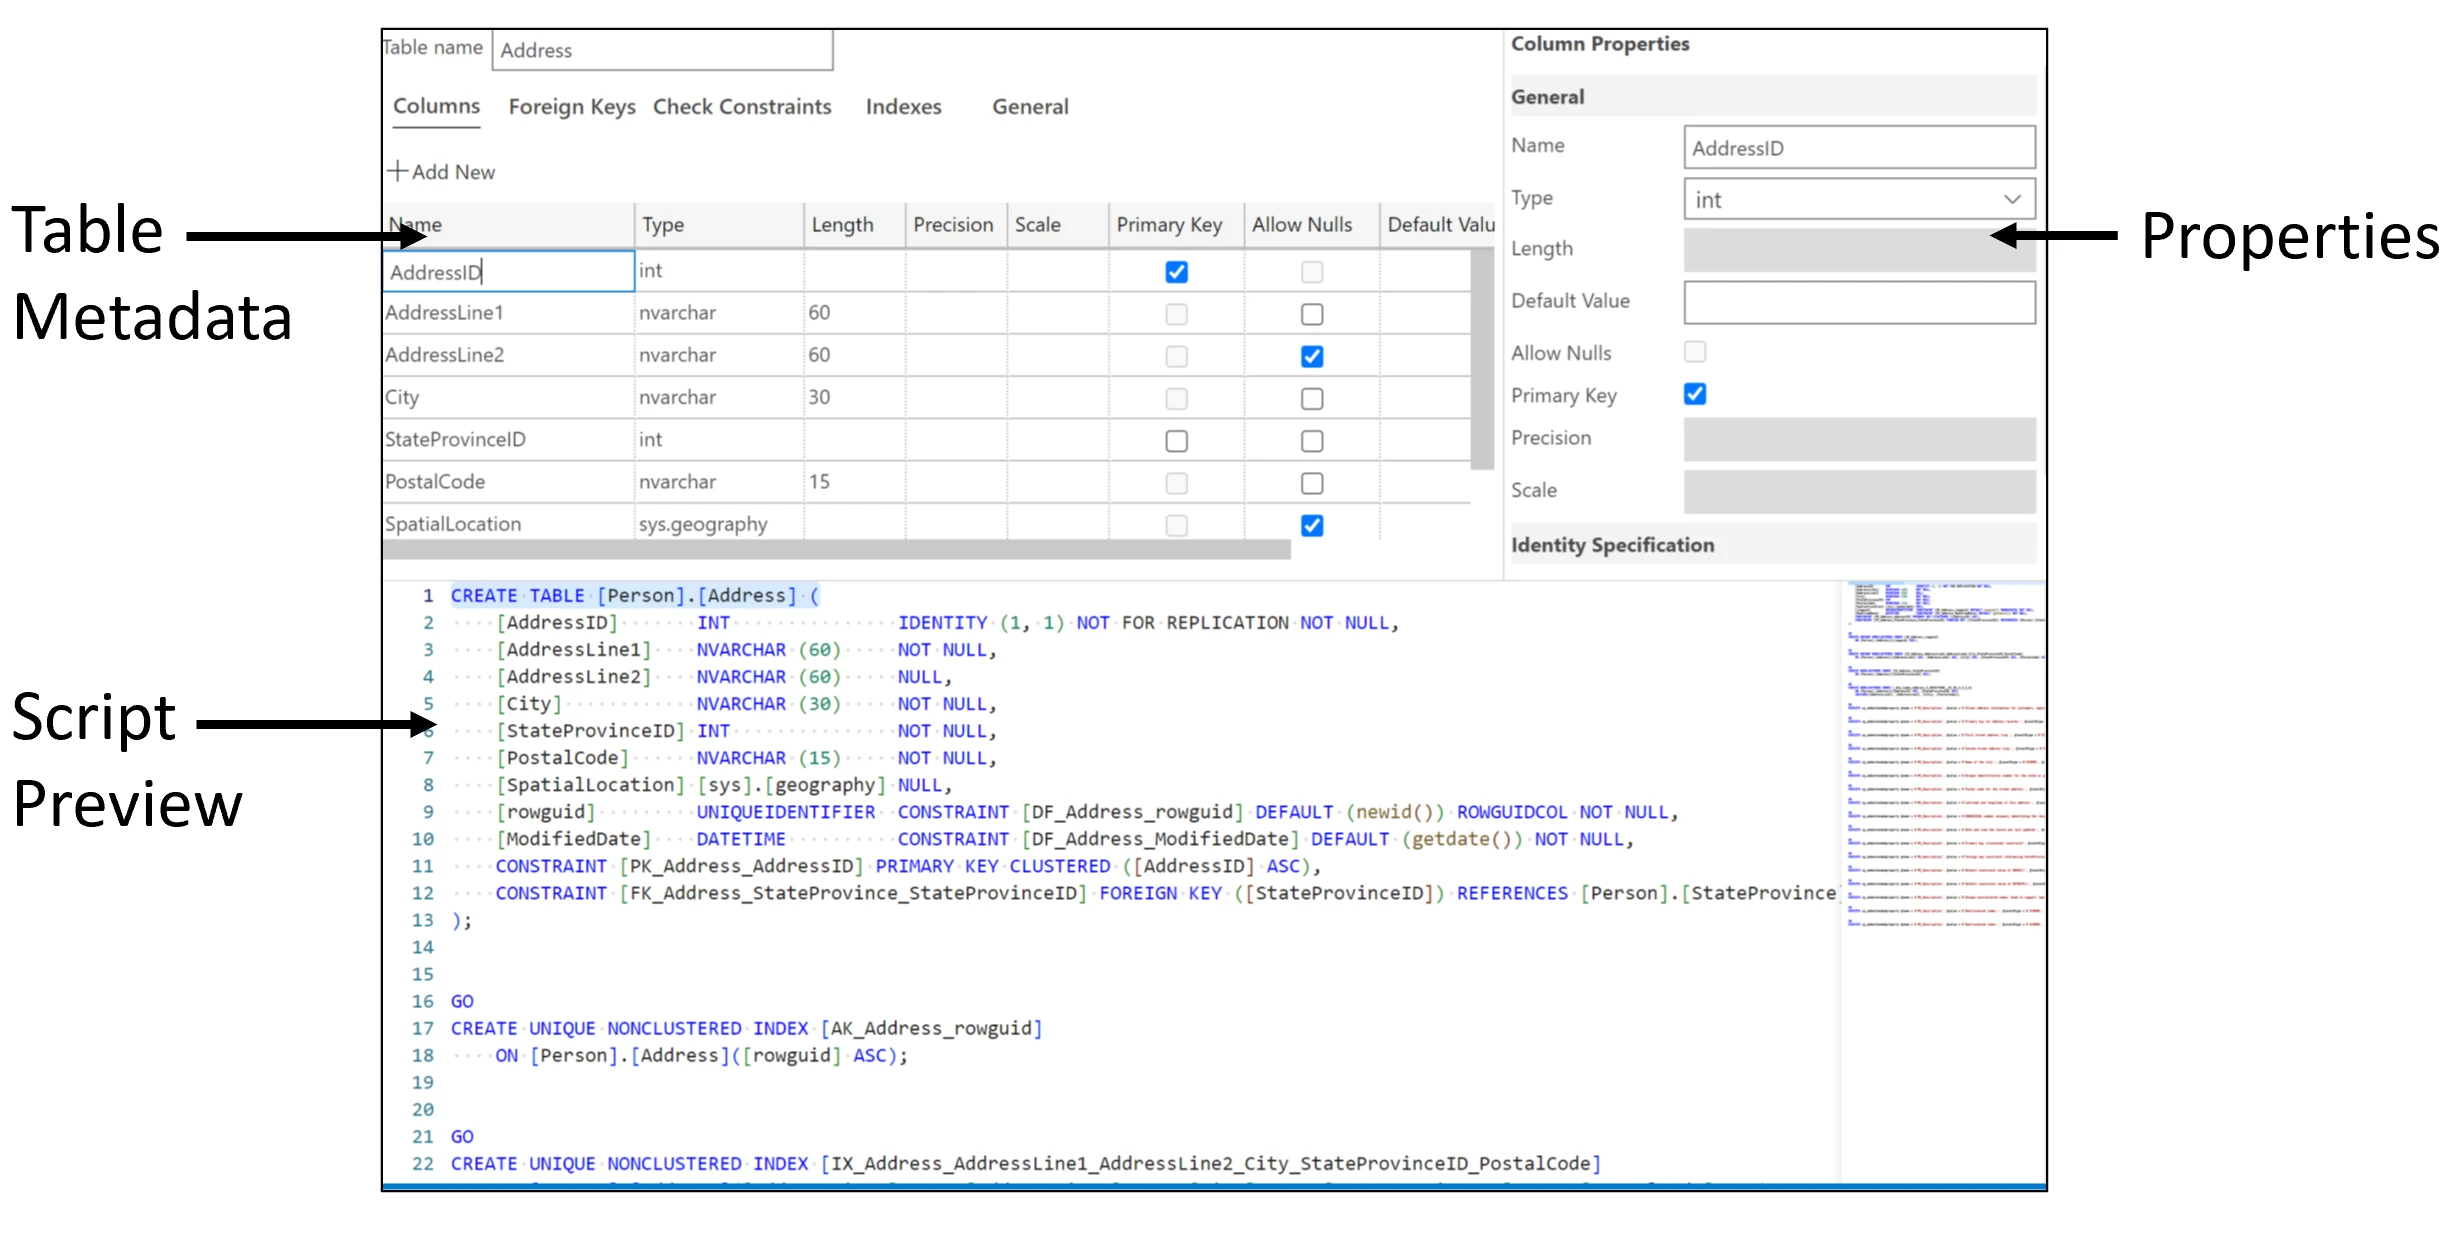 Table name Address
Columns Foreign Keys Check Constraints Indexes General
+ Add New
Name Type Length Precision Scale Primary Key Allow Nulls Default Valu
AddressID int
AddressLine1 nvarchar 60
AddressLine2 nvarchar 60
City nvarchar 30
StateProvinceID int
PostalCode nvarchar 15
SpatialLocation sys.geography
Column Properties
General
Name AddressID
Type int
Length
Default Value
Allow Nulls
Primary Key
Precision
Scale
Identity Specification
Table
Metadata
Properties
Script
Preview
1 CREATE TABLE [Person].[Address] (
2 [AddressID] INT IDENTITY (1, 1) NOT FOR REPLICATION NOT NULL,
3 [AddressLine1] NVARCHAR (60) NOT NULL,
4 [AddressLine2] NVARCHAR (60) NULL,
5 [City] NVARCHAR (30) NOT NULL,
6 [StateProvinceID] INT NOT NULL,
7 [PostalCode] NVARCHAR (15) NOT NULL,
8 [SpatialLocation] [sys].[geography] NULL,
9 [rowguid] UNIQUEIDENTIFIER CONSTRAINT [DF_Address_rowguid] DEFAULT (newid()) ROWGUIDCOL NOT NULL,
10 [ModifiedDate] DATETIME CONSTRAINT [DF_Address_ModifiedDate] DEFAULT (getdate()) NOT NULL,
11 CONSTRAINT [PK_Address_AddressID] PRIMARY KEY CLUSTERED ([AddressID] ASC),
12 CONSTRAINT [FK_Address_StateProvince_StateProvinceID] FOREIGN KEY ([StateProvinceID]) REFERENCES [Person].[StateProvince]
13 );
14
15
16 GO
17 CREATE UNIQUE NONCLUSTERED INDEX [AK_Address_rowguid]
18 ON [Person].[Address]([rowguid] ASC);
19
20
21 GO
22 CREATE UNIQUE NONCLUSTERED INDEX [IX_Address_AddressLine1_AddressLine2_City_StateProvinceID_PostalCode]